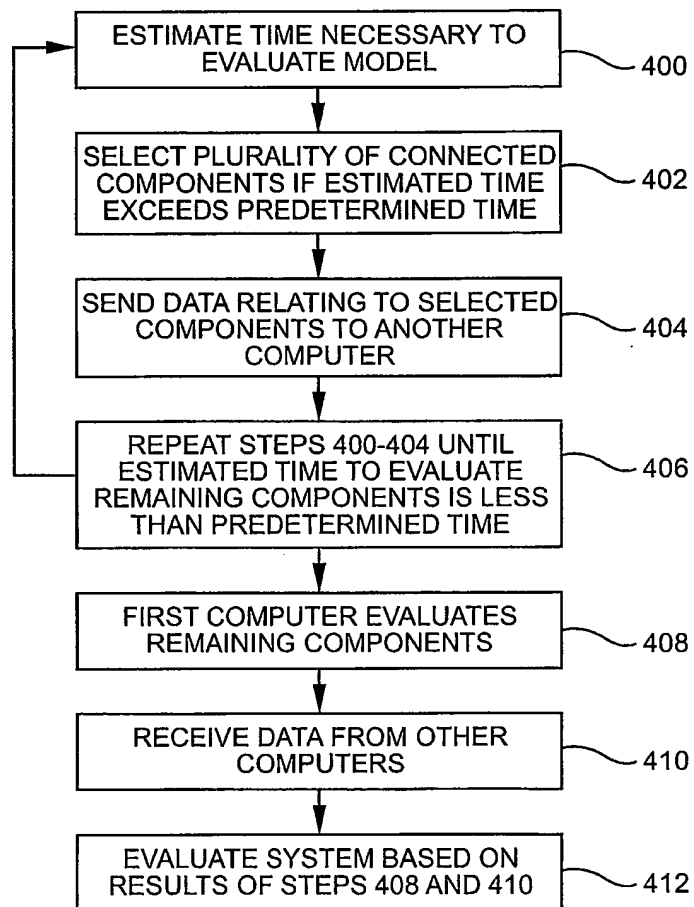 ESTIMATE TIME NECESSARY TO
EVALUATE MODEL
400
SELECT PLURALITY OF CONNECTED
COMPONENTS IF ESTIMATED TIME
EXCEEDS PREDETERMINED TIME
402
SEND DATA RELATING TO SELECTED
COMPONENTS TO ANOTHER
COMPUTER
404
REPEAT STEPS 400-404 UNTIL
ESTIMATED TIME TO EVALUATE
REMAINING COMPONENTS IS LESS
THAN PREDETERMINED TIME
406
FIRST COMPUTER EVALUATES
REMAINING COMPONENTS
408
RECEIVE DATA FROM OTHER
COMPUTERS
410
EVALUATE SYSTEM BASED ON
RESULTS OF STEPS 408 AND 410
412